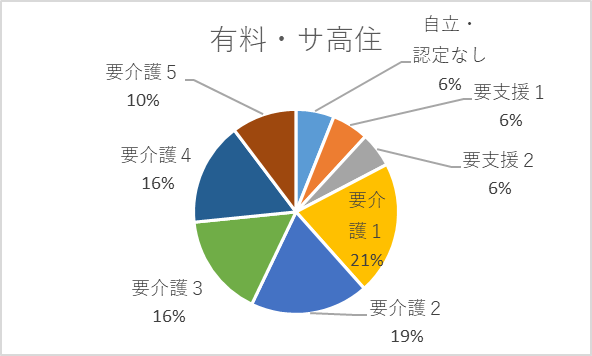 有料・サ高住
自立・
認定なし
6%
要支援１
6%
要支援２
6%
要介
護１
21%
要介護２
19%
要介護３
16%
要介護４
16%
要介護５
10%